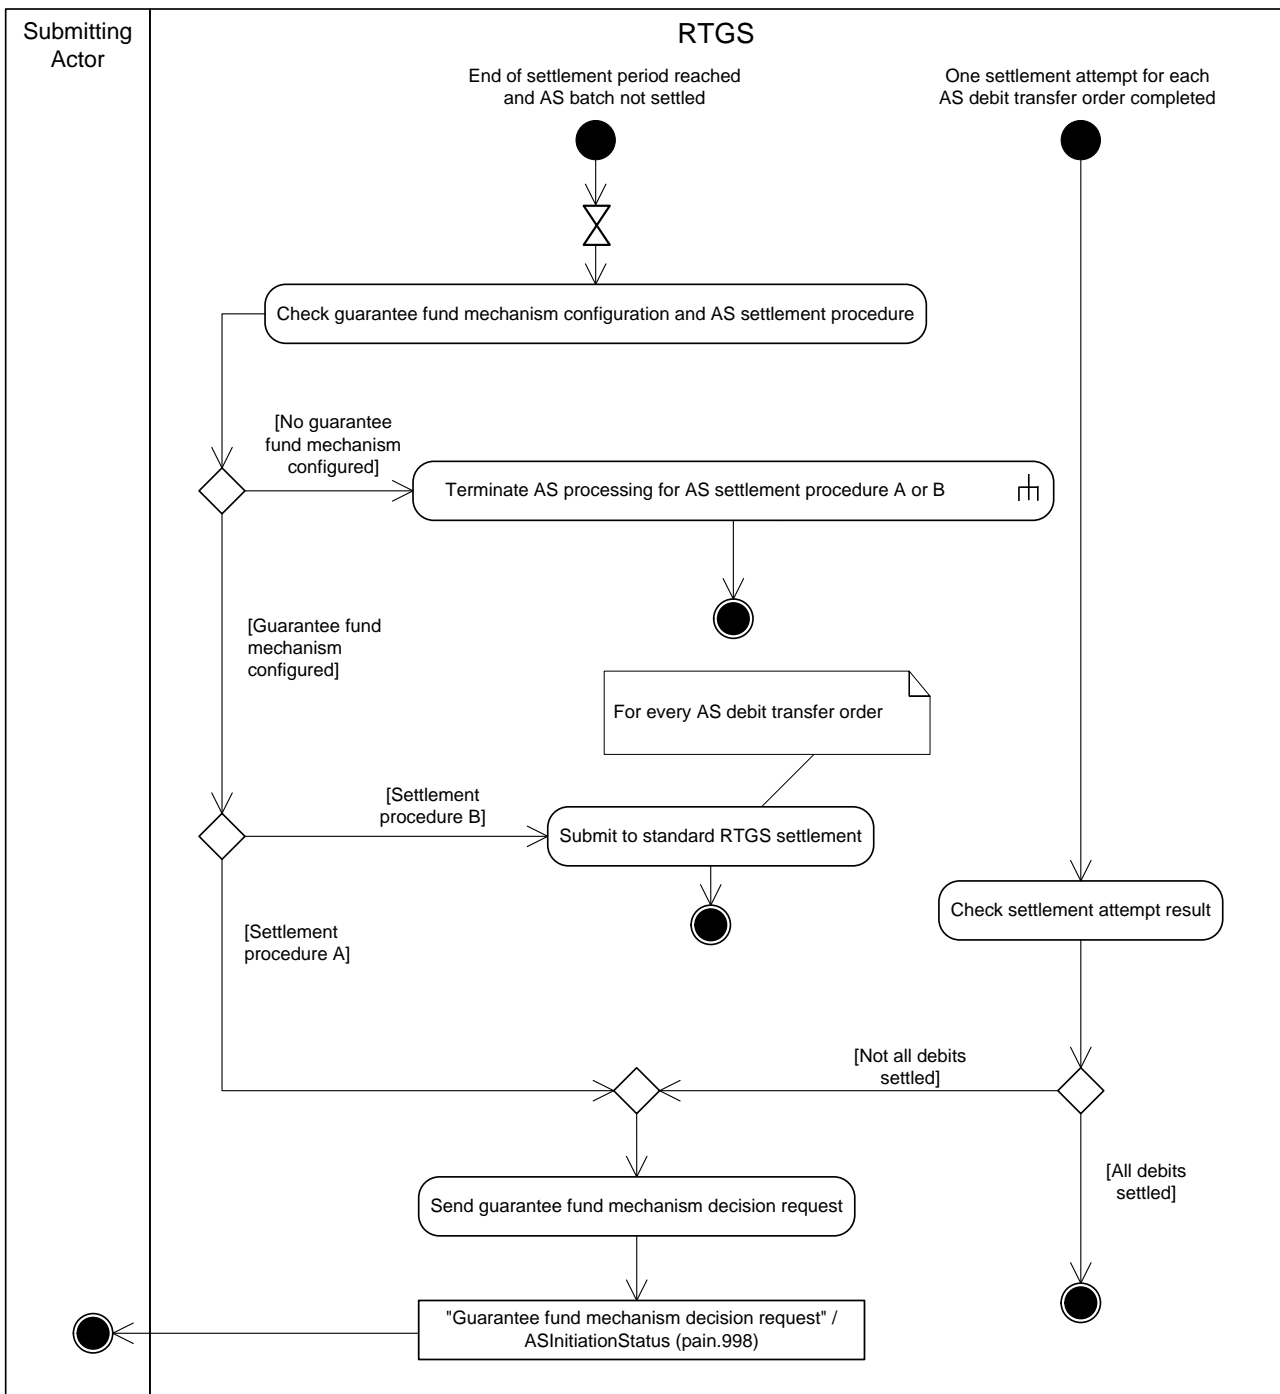 Submitting
Actor
RTGS
End of settlement period reached
and AS batch not settled
One settlement attempt for each
AS debit transfer order completed
Check guarantee fund mechanism configuration and AS settlement procedure
[No guarantee
fund mechanism
configured]
Terminate AS processing for AS settlement procedure A or B
[Guarantee fund
mechanism
configured]
For every AS debit transfer order
[Settlement
procedure B]
Submit to standard RTGS settlement
Check settlement attempt result
[Settlement
procedure A]
[Not all debits
settled]
[All debits
settled]
Send guarantee fund mechanism decision request
"Guarantee fund mechanism decision request" /
ASInitiationStatus (pain.998)